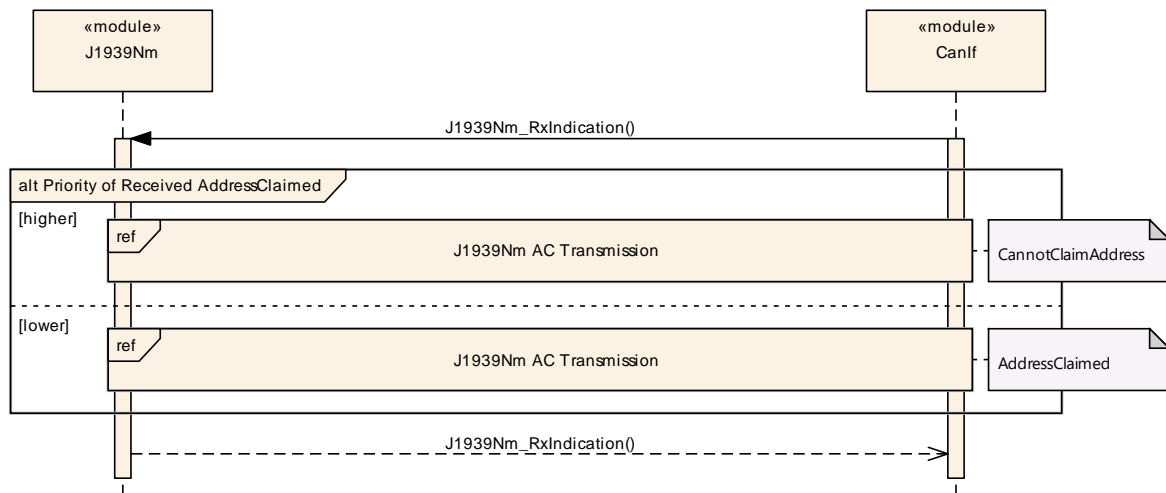 «module»
J1939Nm
«module»
CanIf
J1939Nm_RxIndication()
alt Priority of Received AddressClaimed
[higher]
ref
J1939Nm AC Transmission
CannotClaimAddress
[lower]
ref
J1939Nm AC Transmission
AddressClaimed
J1939Nm_RxIndication()